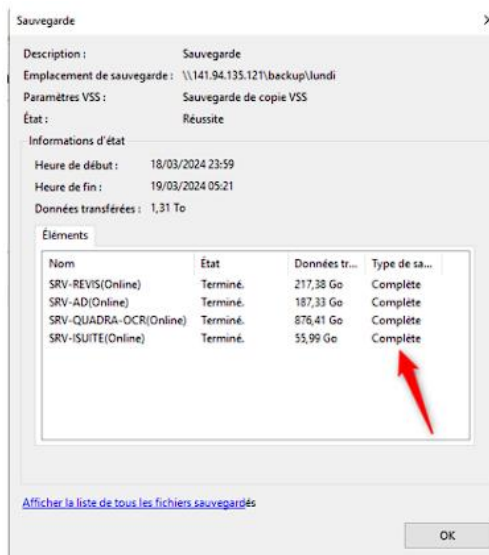 Sauvegarde
Description : Sauvegarde
Emplacement de sauvegarde : \\141.94.135.121\backup\lundi
Paramètres VSS : Sauvegarde de copie VSS
État : Réussite
Informations d'état
Heure de début : 18/03/2024 23:59
Heure de fin : 19/03/2024 05:21
Données transférées : 1,31 To
Éléments
Nom État Données tr... Type de sa...
SRV-REVIS(Online) Terminé. 217,38 Go Complète
SRV-AD(Online) Terminé. 187,33 Go Complète
SRV-QUADRA-OCR(Online) Terminé. 876,41 Go Complète
SRV-ISUITE(Online) Terminé. 55,99 Go Complète
Afficher la liste de tous les fichiers sauvegardés
OK